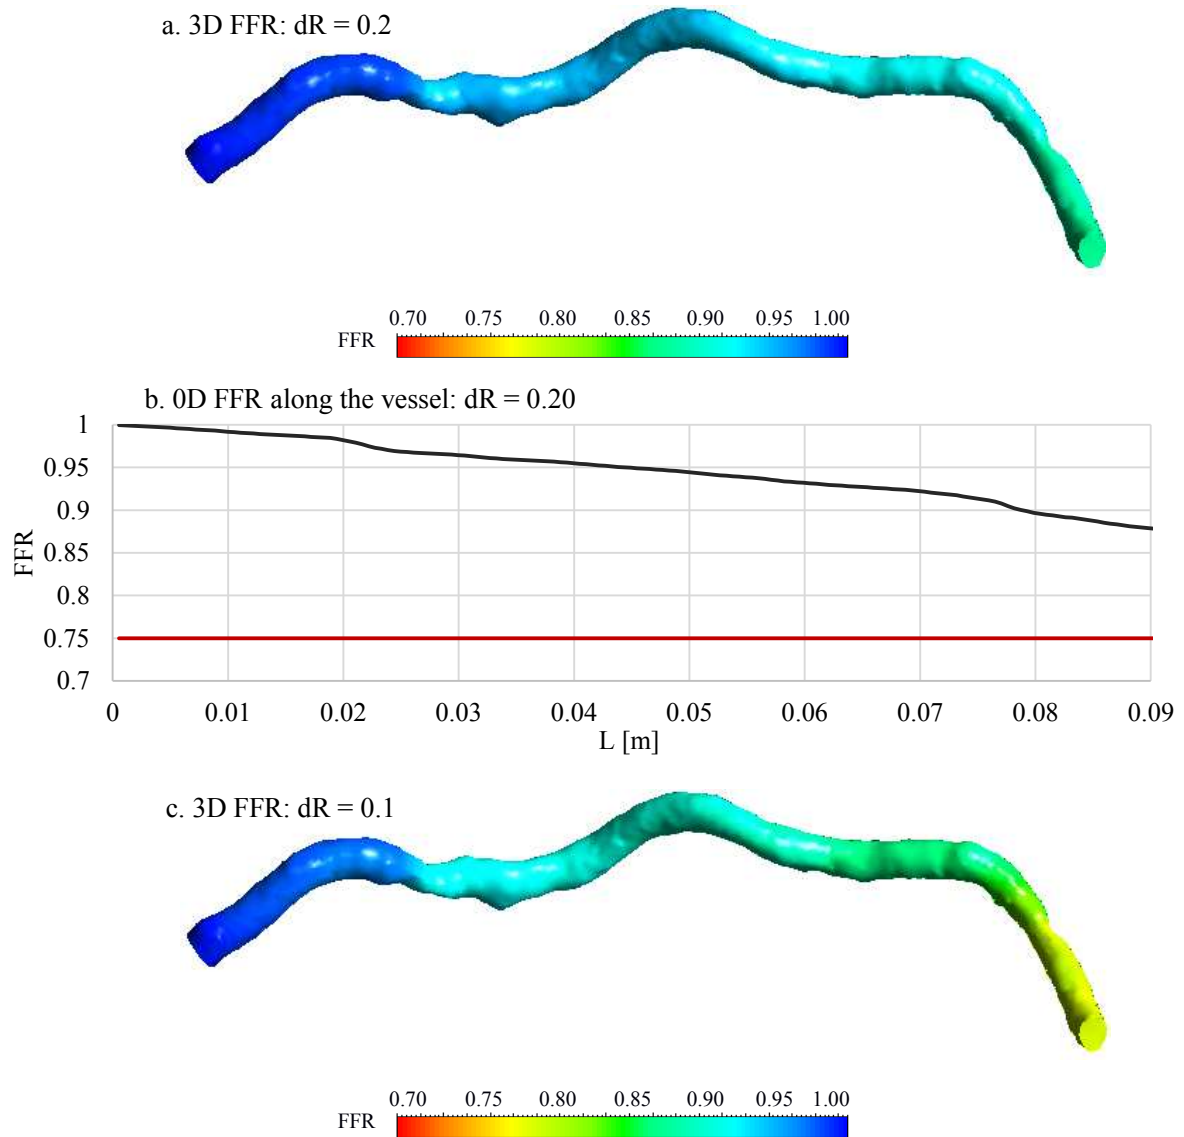 a. 3D FFR: dR = 0.2
0.70 0.75 0.80 0.85 0.90 0.95 1.00
FFR
b. 0D FFR along the vessel: dR = 0.20
1
0.95
0.9
0.85
0.8
0.75
0.7
FFR
0 0.01 0.02 0.03 0.04 0.05 0.06 0.07 0.08 0.09
L [m]
c. 3D FFR: dR = 0.1
0.70 0.75 0.80 0.85 0.90 0.95 1.00
FFR